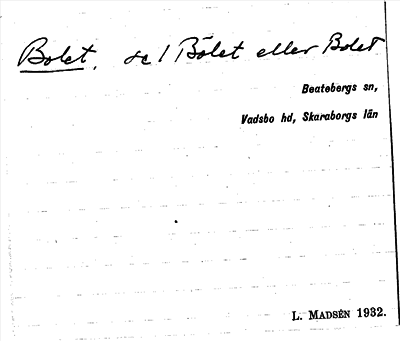 Bolet, se 1 Bölet eller Bolet
Beatebergs sn,
Vadsbo hd, Skaraborgs län
L. MADSÉN 1932.